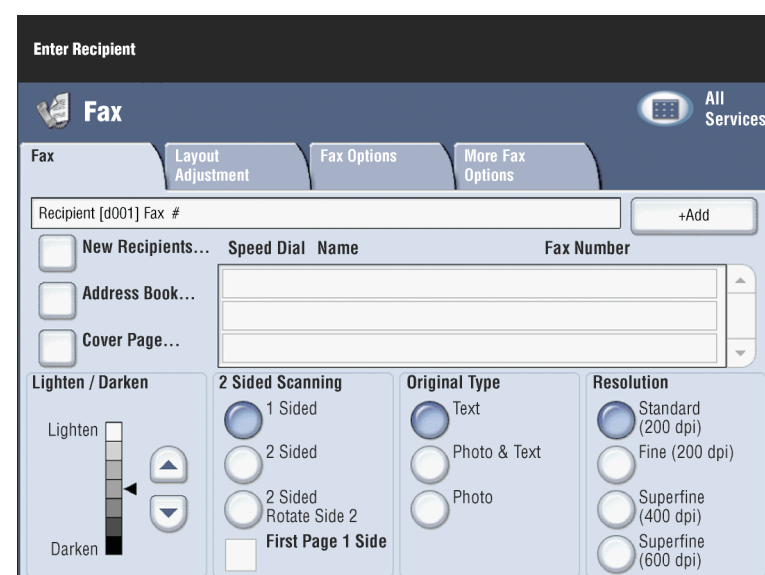 Enter Recipient
Fax
All
Services
Fax
Layout
Adjustment
Fax Options
More Fax
Options
Recipient [d001] Fax #
+Add
New Recipients...
Speed Dial Name Fax Number
Address Book...
Cover Page...
Lighten / Darken
Lighten
Darken
2 Sided Scanning
1 Sided
2 Sided
2 Sided
Rotate Side 2
First Page 1 Side
Original Type
Text
Photo & Text
Photo
Resolution
Standard
(200 dpi)
Fine (200 dpi)
Superfine
(400 dpi)
Superfine
(600 dpi)